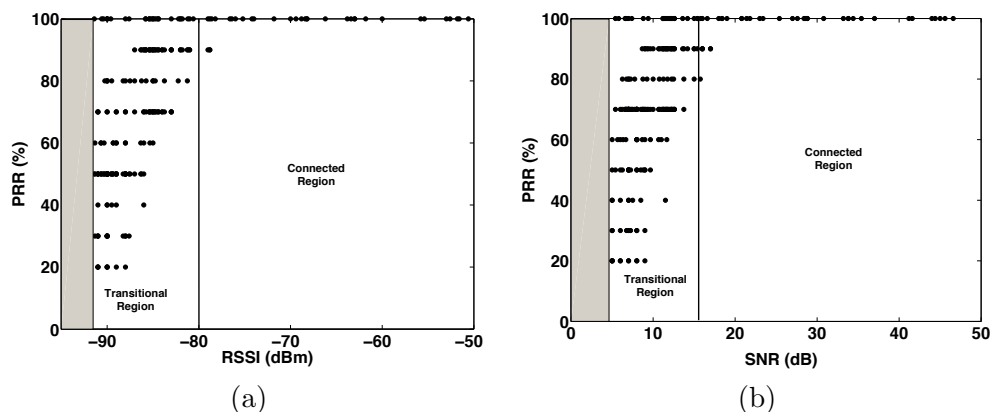 100
80
60
40
20
0
PRR (%)
Connected
Region
Transitional
Region
−90
−80
−70
−60
−50
RSSI (dBm)
(a)
100
80
60
40
20
0
PRR (%)
Connected
Region
Transitional
Region
0
10
20
30
40
50
SNR (dB)
(b)